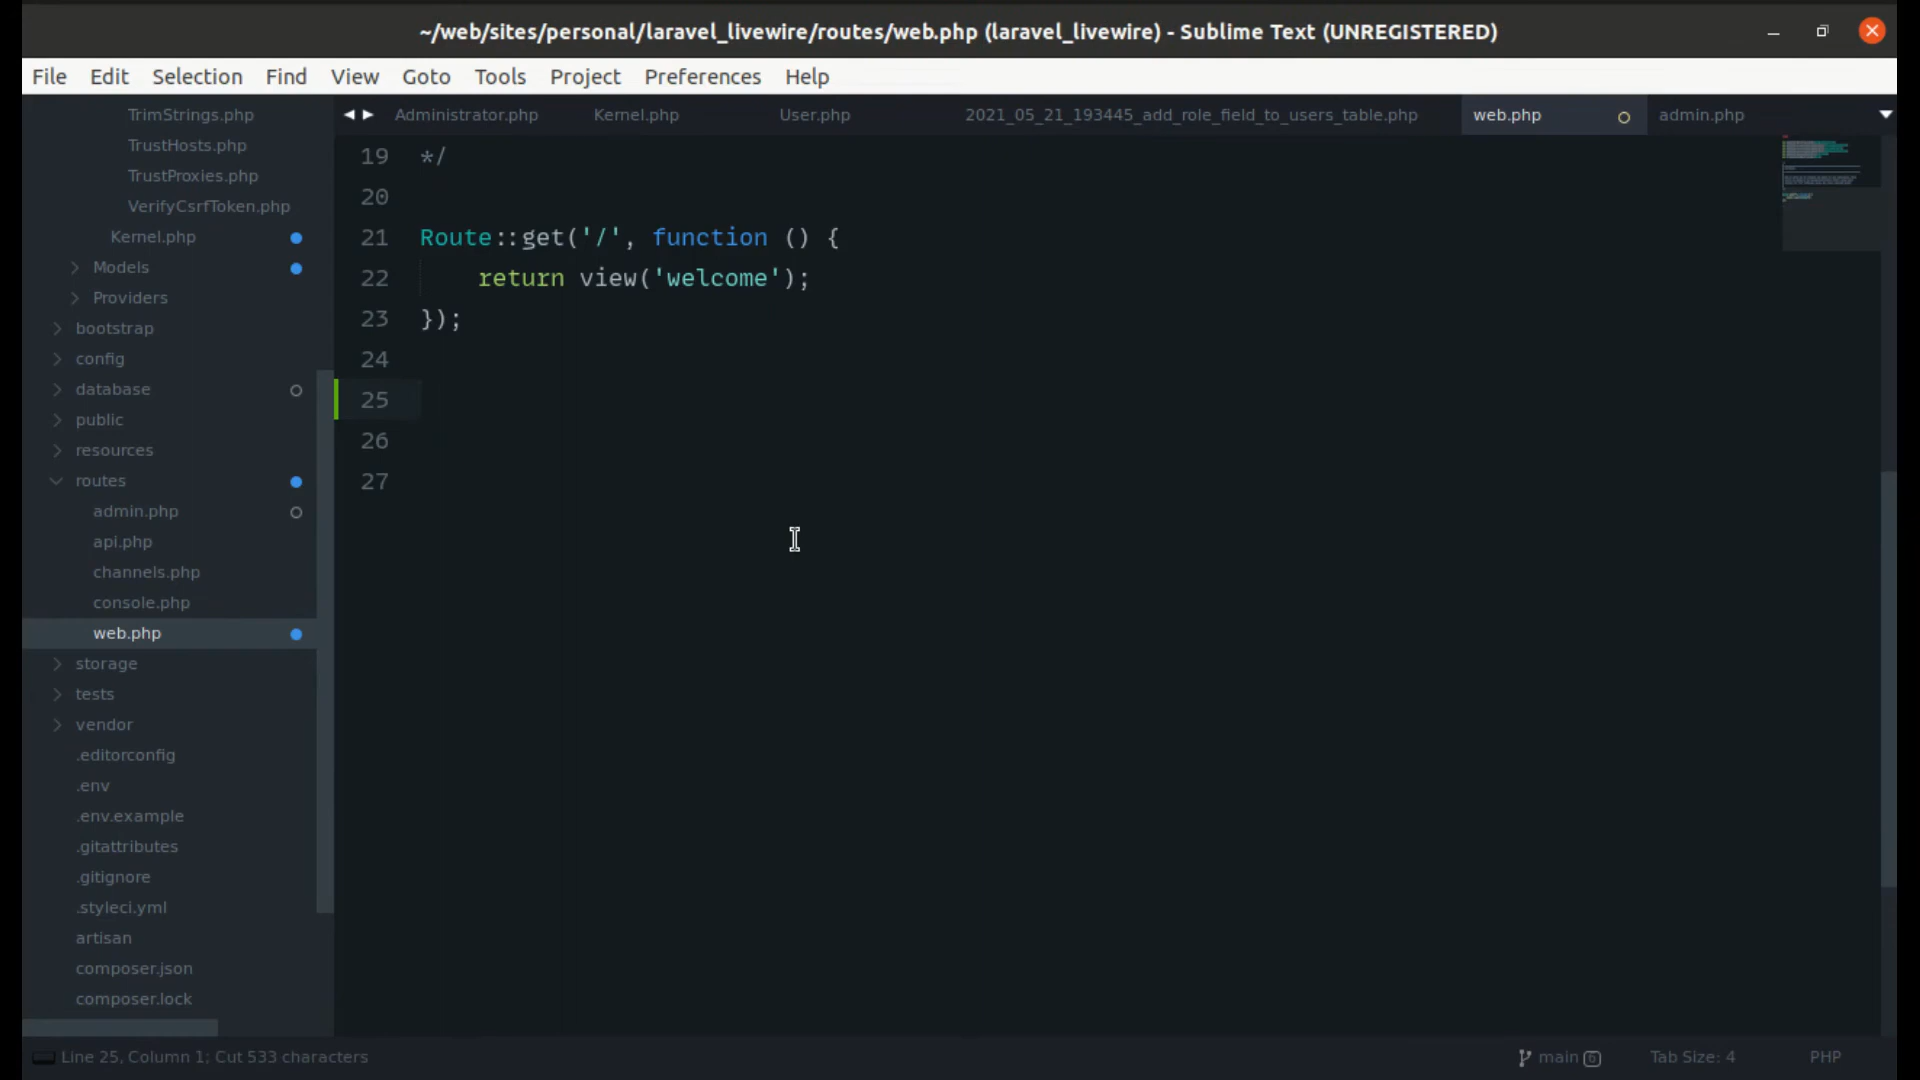 ~/web/sites/personal/laravel_livewire/routes/web.php (laravel_livewire) - Sublime Text (UNREGISTERED)
File Edit Selection Find View Goto Tools Project Preferences Help
TrimStrings.php
TrustHosts.php
TrustProxies.php
VerifyCsrfToken.php
Kernel.php
Models
Providers
bootstrap
config
database
public
resources
routes
admin.php
api.php
channels.php
console.php
web.php
storage
tests
vendor
.editorconfig
.env
.env.example
.gitattributes
.gitignore
.styleci.yml
artisan
composer.json
composer.lock
Administrator.php Kernel.php User.php 2021_05_21_193445_add_role_field_to_users_table.php web.php admin.php
19 */
20
21 Route::get('/', function () {
22     return view('welcome');
23 });
24
25
26
27
Line 25, Column 1; Cut 533 characters main 6 Tab Size: 4 PHP